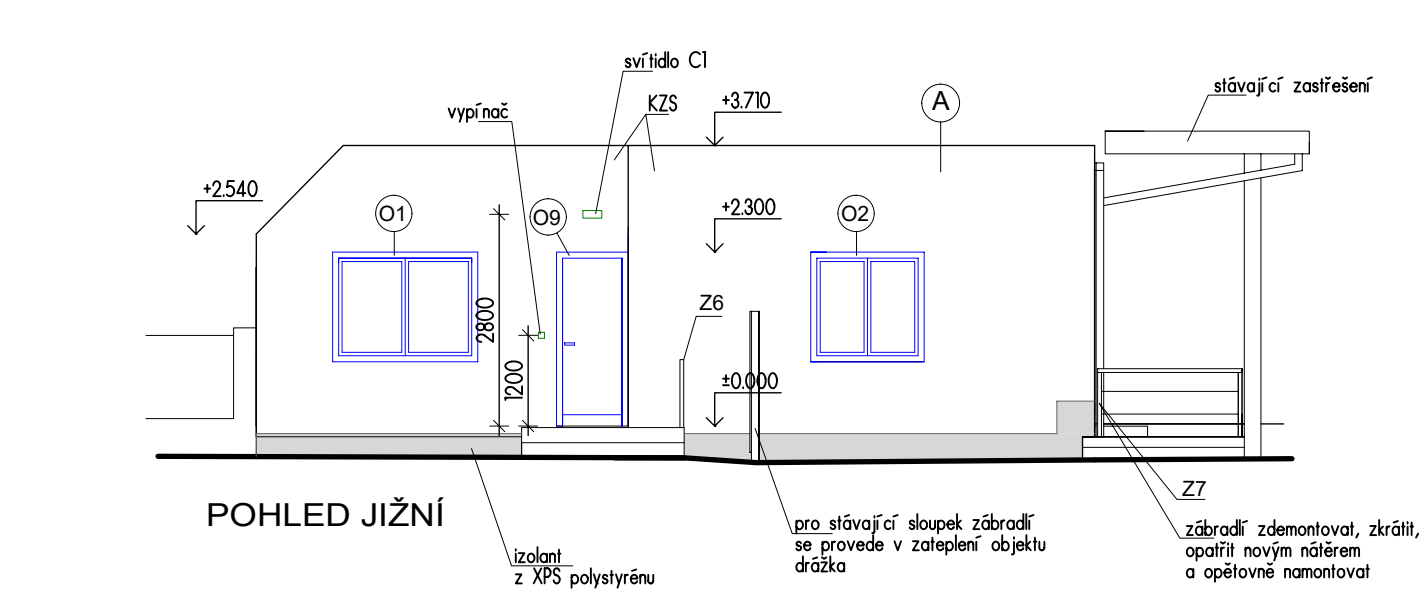 svítidlo C1
stávající zastřešení
vypínač
KZS
+3.710
A
+2.540
O1
O9
+2.300
O2
2800
1200
Z6
±0.000
Z7
POHLED JIŽNÍ
pro stávající sloupek zábradlí
se provede v zateplení objektu
drážka
zábradlí zdemontovat, zkrátit,
opatřit novým nátěrem
a opětovně namontovat
izolant
z XPS polystyrénu